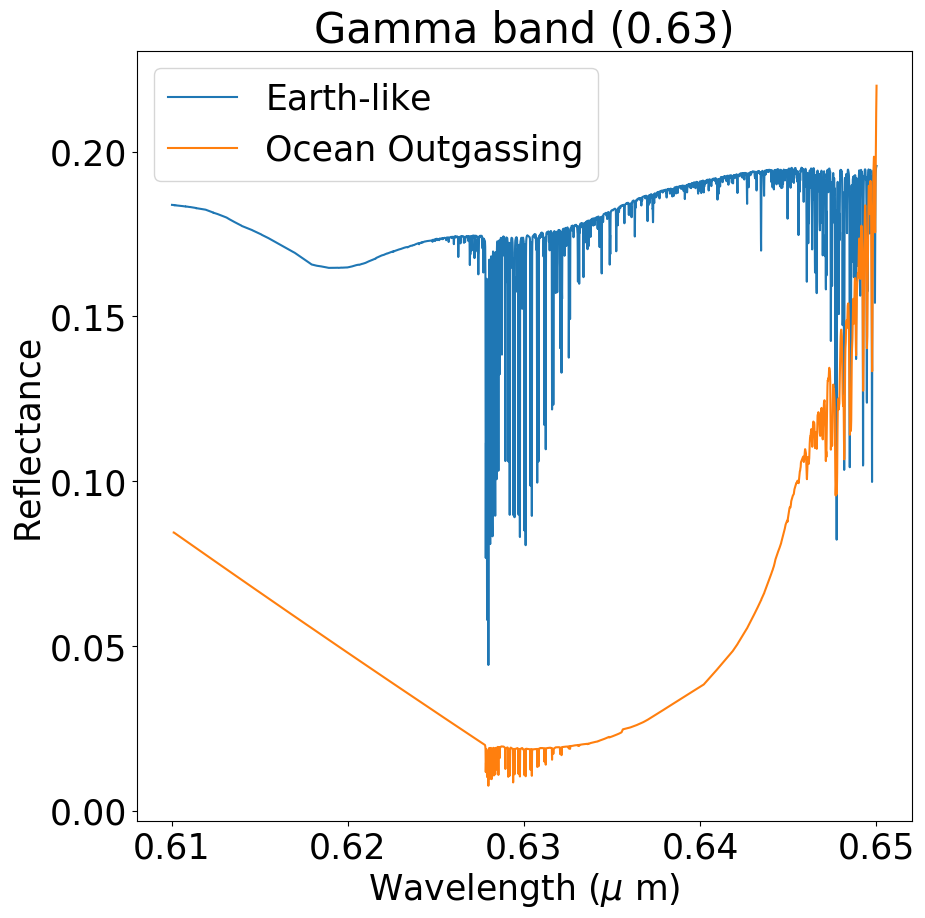 Gamma band (0.63)
Earth-like
Ocean Outgassing
0.20
0.15
0.10
0.05
0.00
Reflectance
0.61 0.62 0.63 0.64 0.65
Wavelength (μ m)